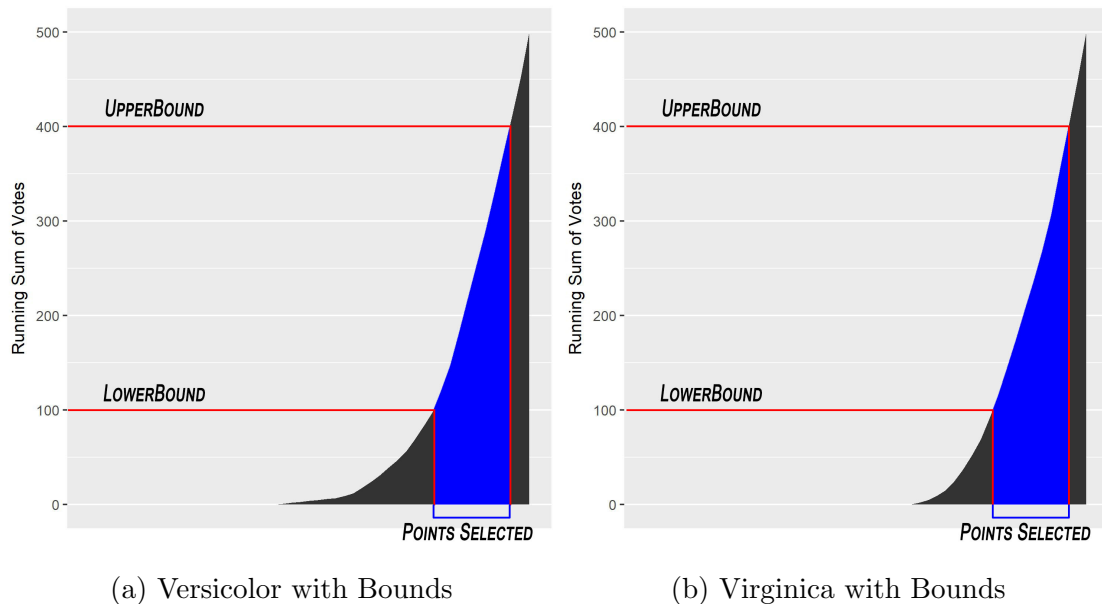 Running Sum of Votes
500
400
300
200
100
0
UPPERBOUND
LOWERBOUND
POINTS SELECTED
(a) Versicolor with Bounds
Running Sum of Votes
500
400
300
200
100
0
UPPERBOUND
LOWERBOUND
POINTS SELECTED
(b) Virginica with Bounds